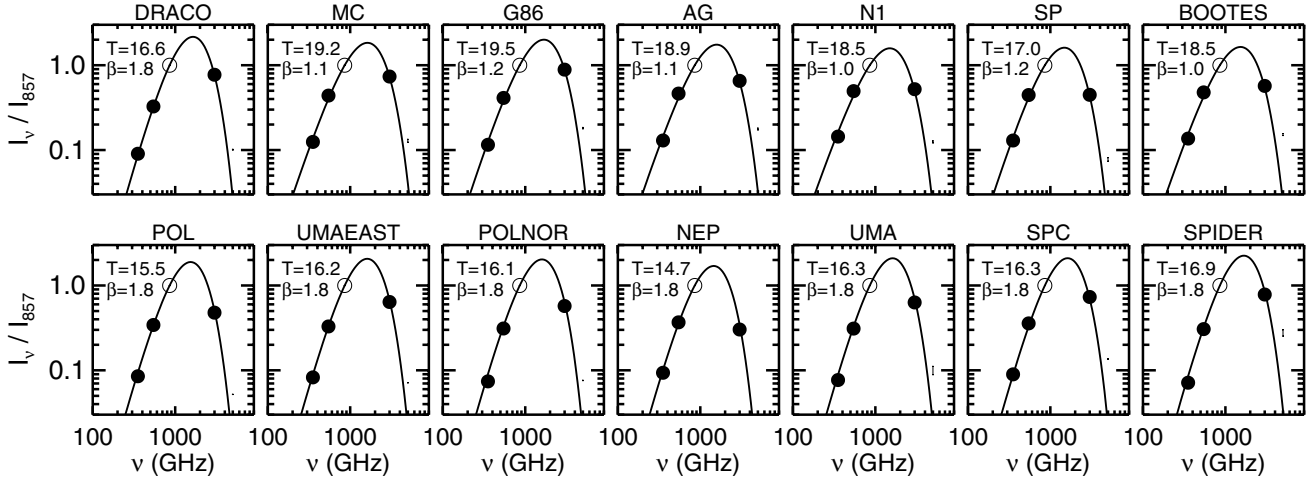 DRACO MC G86 AG N1 SP BOOTES
T=16.6 T=19.2 T=19.5 T=18.9 T=18.5 T=17.0 T=18.5
β=1.8 β=1.1 β=1.2 β=1.1 β=1.0 β=1.2 β=1.0
1.0
0.1
I_ν / I_857
POL UMAEAST POLNOR NEP UMA SPC SPIDER
T=15.5 T=16.2 T=16.1 T=14.7 T=16.3 T=16.3 T=16.9
β=1.8 β=1.8 β=1.8 β=1.8 β=1.8 β=1.8 β=1.8
1.0
0.1
I_ν / I_857
100 1000 100 1000 100 1000 100 1000 100 1000 100 1000 100 1000
ν (GHz) ν (GHz) ν (GHz) ν (GHz) ν (GHz) ν (GHz) ν (GHz)